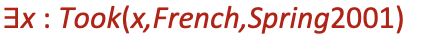 ∃x : Took(x,French,Spring2001)